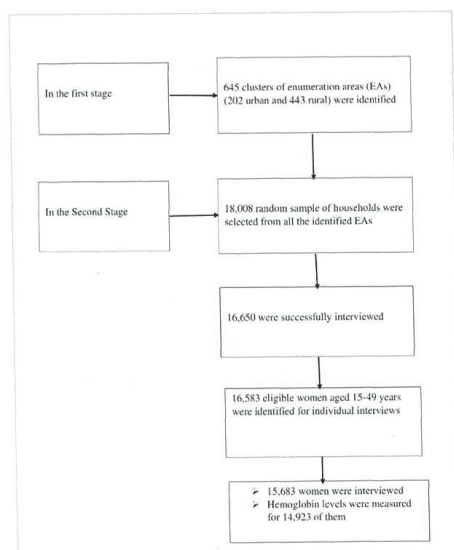 In the first stage
645 clusters of enumeration areas (EAs)
(202 urban and 443 rural) were identified
In the Second Stage
18,008 random sample of households were
selected from all the identified EAs
16,650 were successfully interviewed
16,583 eligible women aged 15-49 years
were identified for individual interviews
➢ 15,683 women were interviewed
➢ Hemoglobin levels were measured
for 14,923 of them